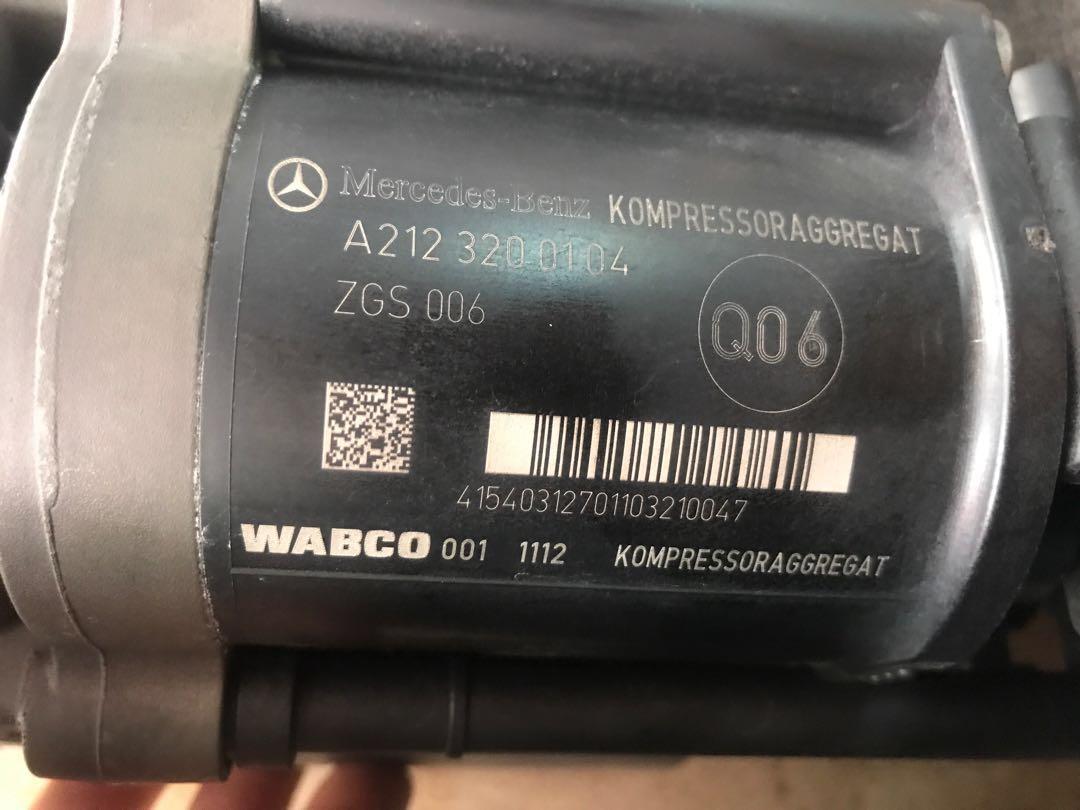 Mercedes-Benz KOMPRESSORAGGREGAT
A212 320 01 04
ZGS 006
Q06
41540312701103210047
WABCO 001 1112 KOMPRESSORAGGREGAT